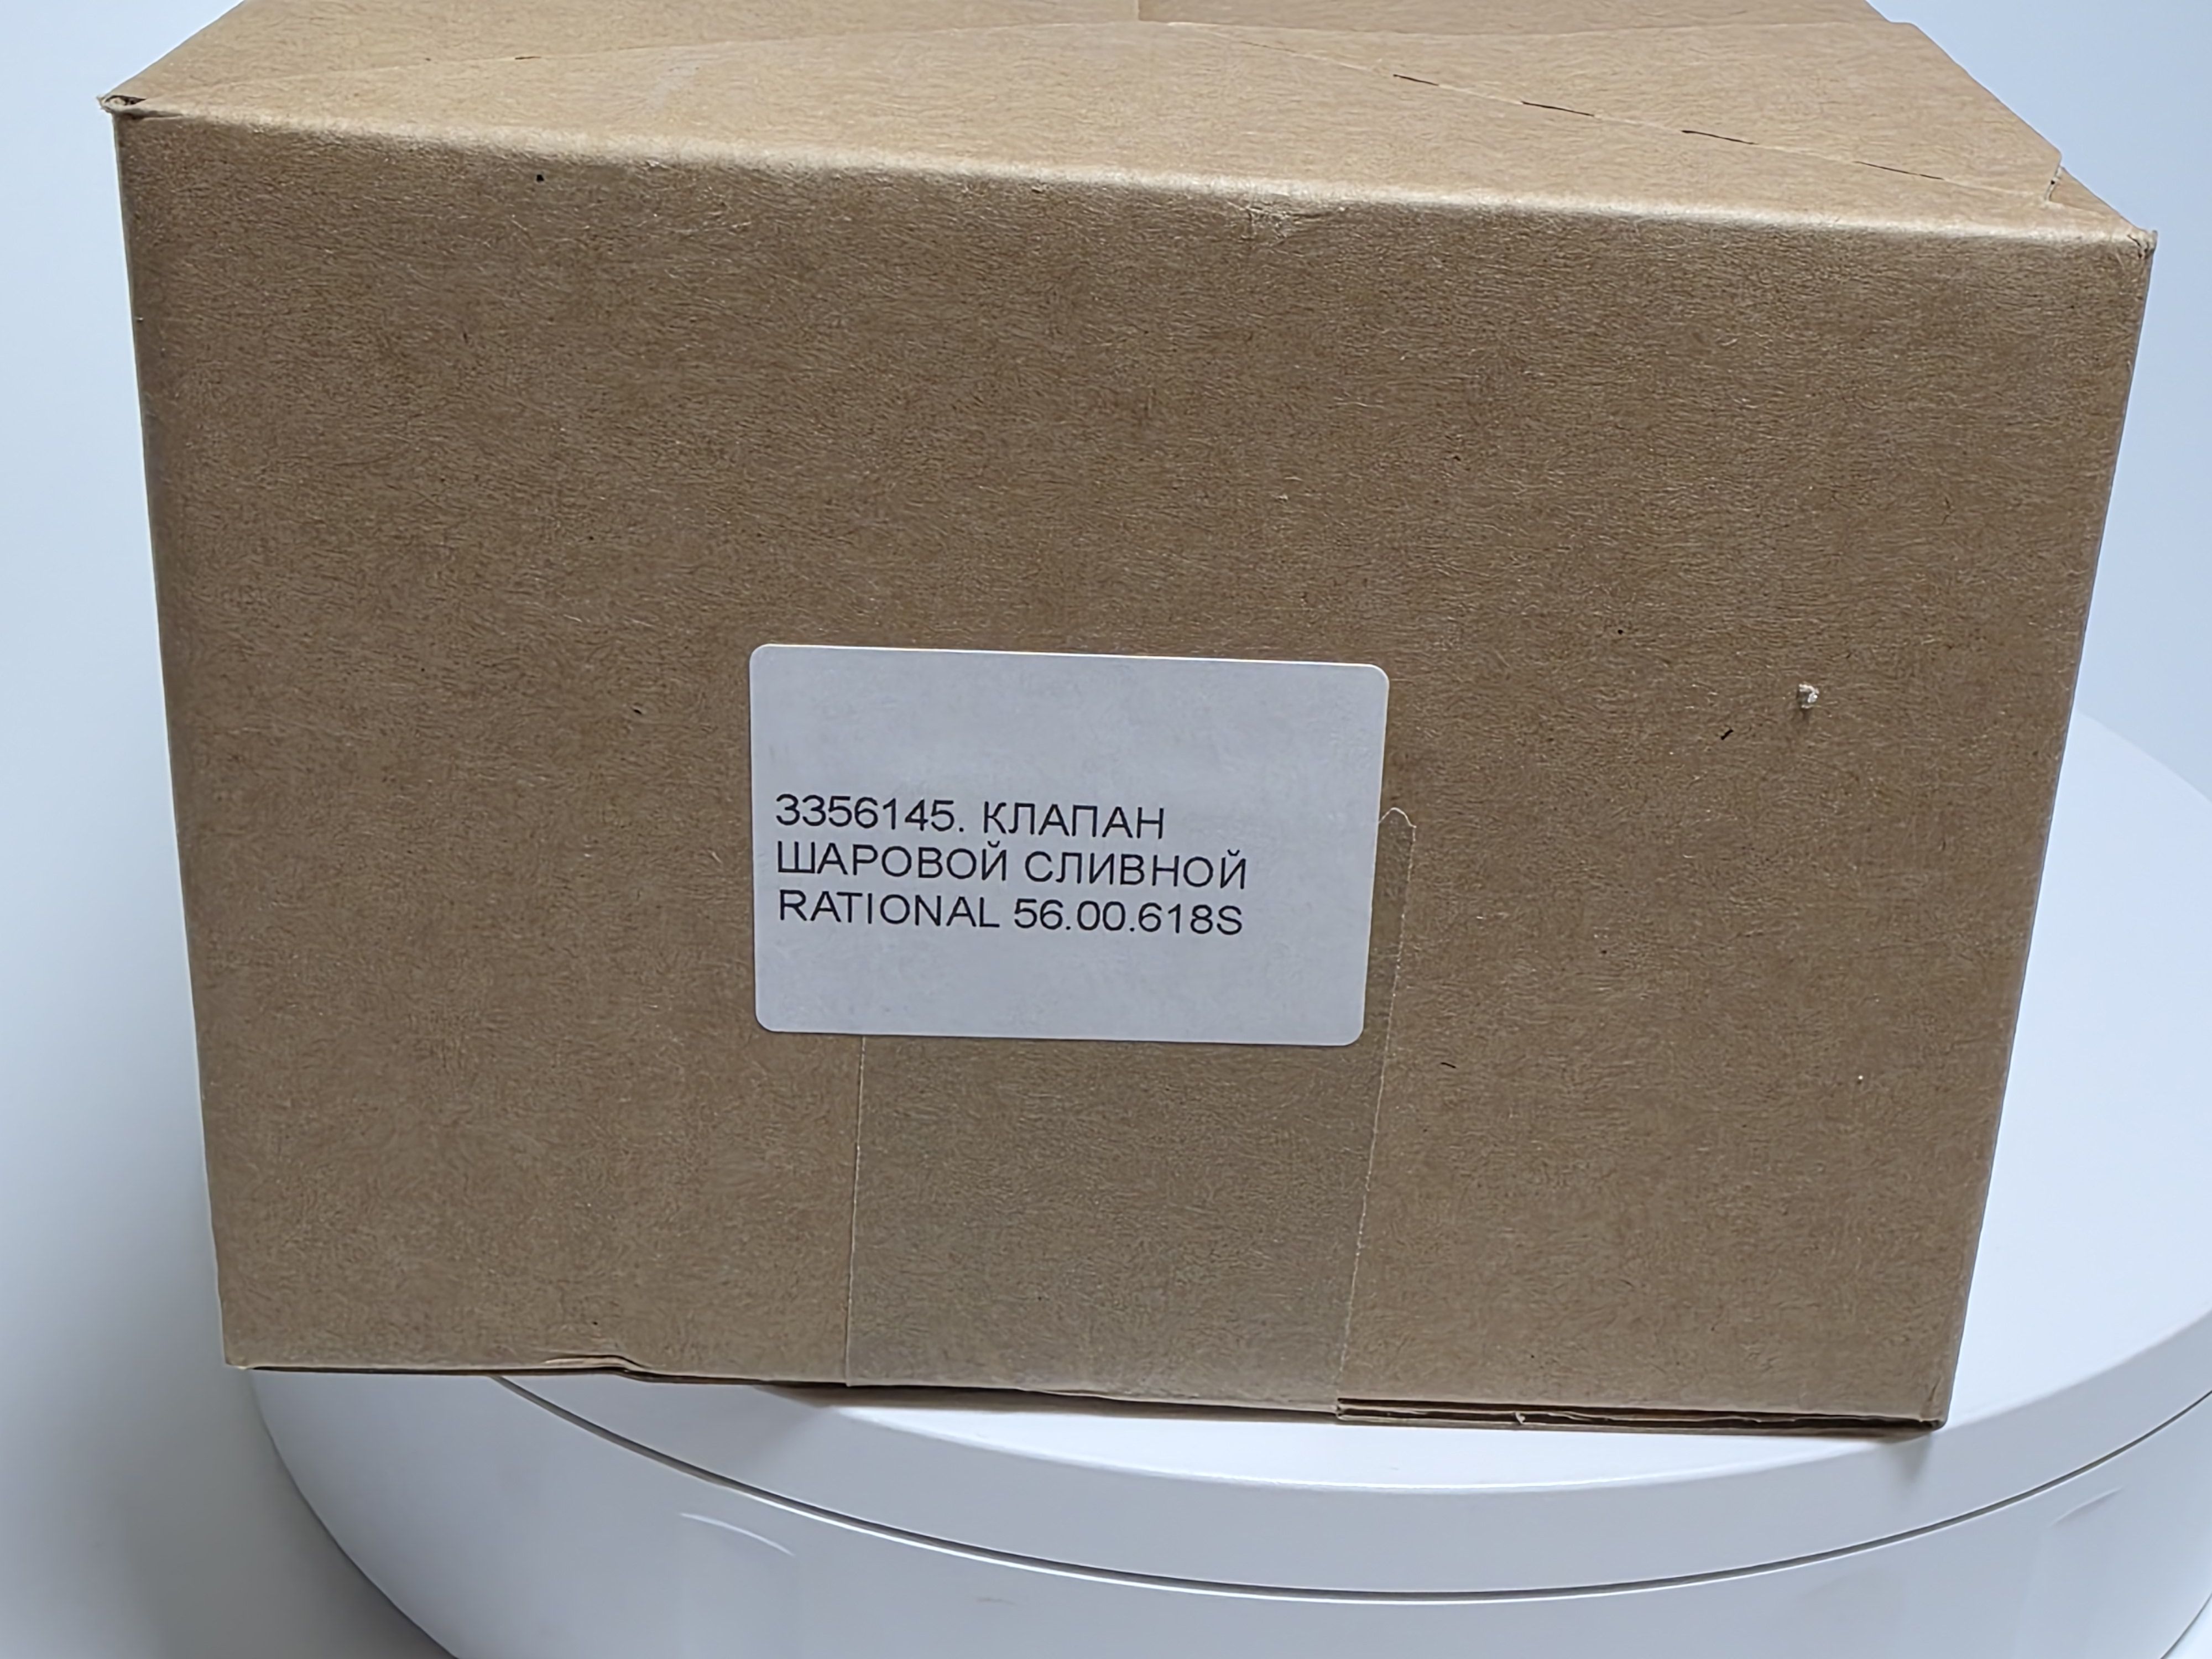 3356145. КЛАПАН
ШАРОВОЙ СЛИВНОЙ
RATIONAL 56.00.618S